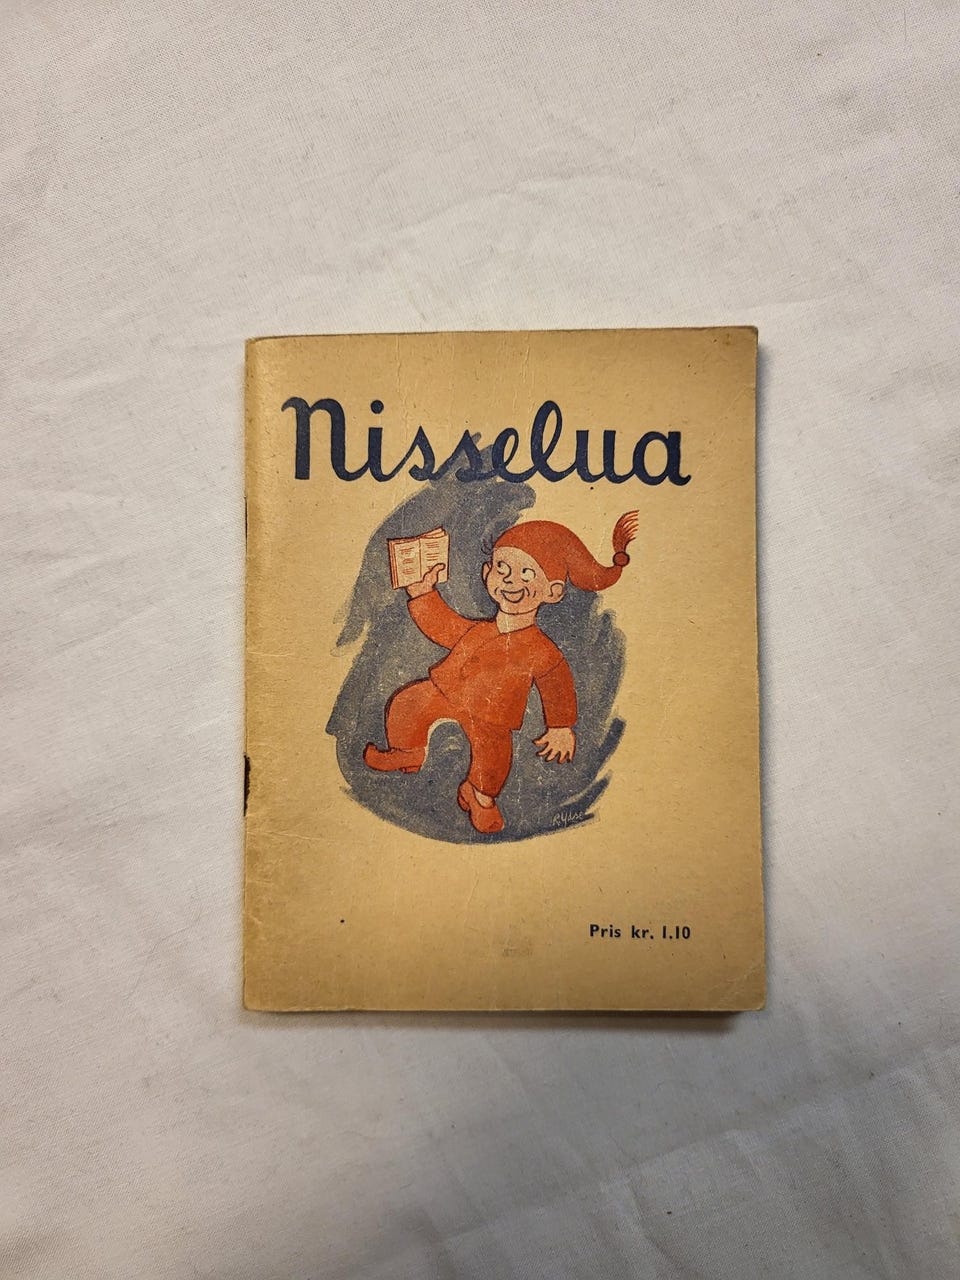 Nisselua
Pris kr. 1.10